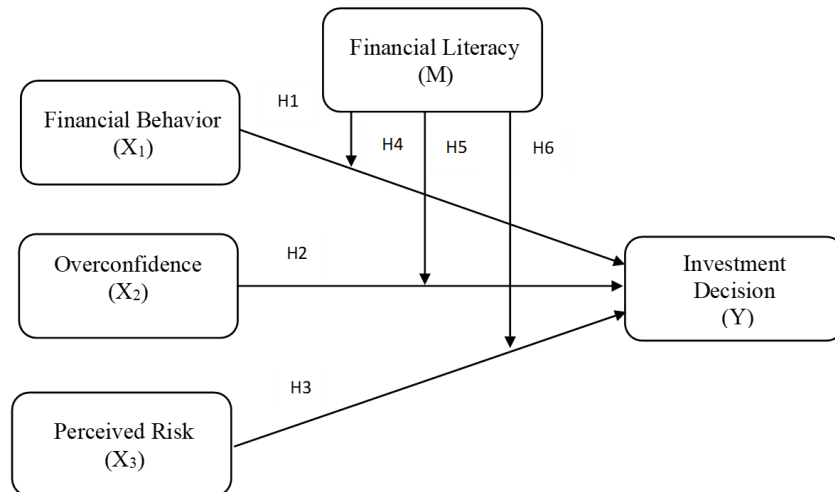 Financial Literacy
(M)
H1
Financial Behavior
(X₁)
H4
H5
H6
Overconfidence
(X₂)
H2
Investment
Decision
(Y)
H3
Perceived Risk
(X₃)